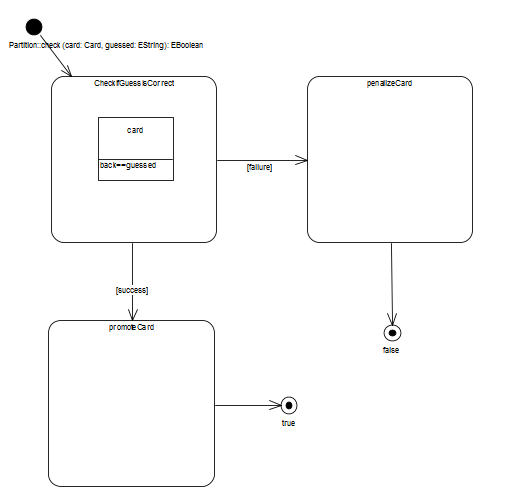 Partition::check (card: Card, guessed: EString): EBoolean
CheckIfGuessIsCorrect
penalizeCard
card
back==guessed
[failure]
[success]
promoteCard
false
true